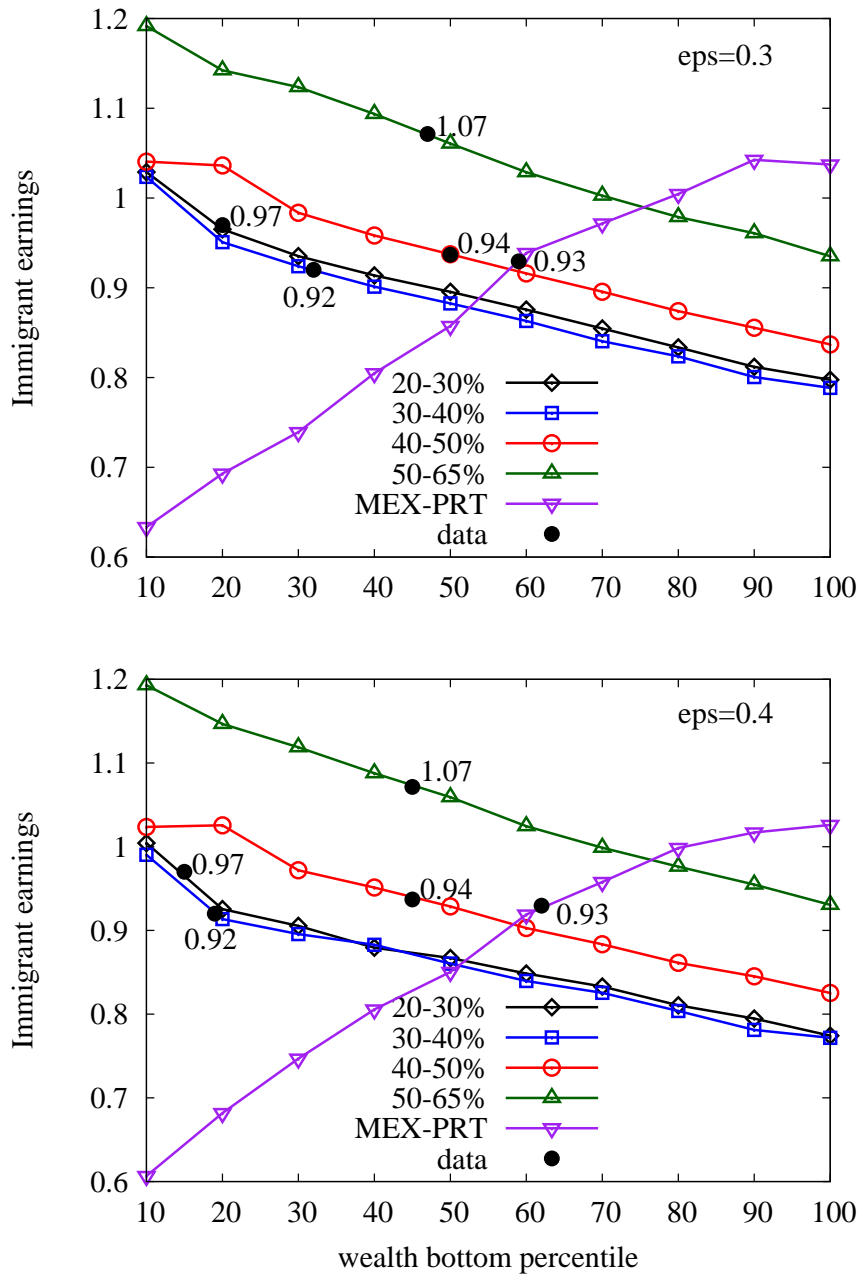 1.2
eps=0.3
1.1
1.07
1
0.97
0.94
0.93
0.92
0.9
0.8
0.7
0.6
Immigrant earnings
20-30%
30-40%
40-50%
50-65%
MEX-PRT
data
10 20 30 40 50 60 70 80 90 100
1.2
eps=0.4
1.1
1.07
1
0.97
0.94
0.93
0.92
0.9
0.8
0.7
0.6
Immigrant earnings
20-30%
30-40%
40-50%
50-65%
MEX-PRT
data
10 20 30 40 50 60 70 80 90 100
wealth bottom percentile